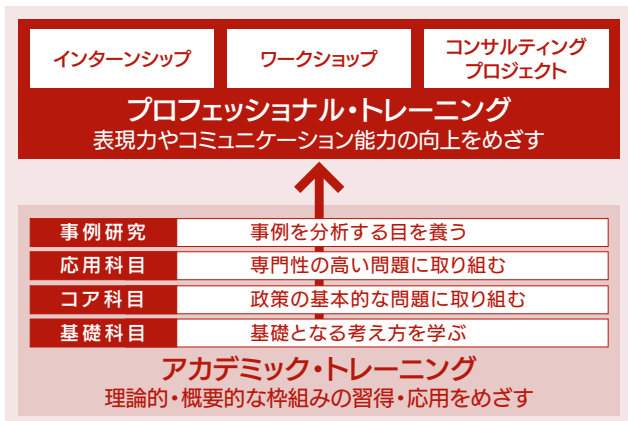 インターンシップ
ワークショップ
コンサルティング
プロジェクト
プロフェッショナル・トレーニング
表現力やコミュニケーション能力の向上をめざす
事例研究 事例を分析する目を養う
応用科目 専門性の高い問題に取り組む
コア科目 政策の基本的な問題に取り組む
基礎科目 基礎となる考え方を学ぶ
アカデミック・トレーニング
理論的・概要的な枠組みの習得・応用をめざす